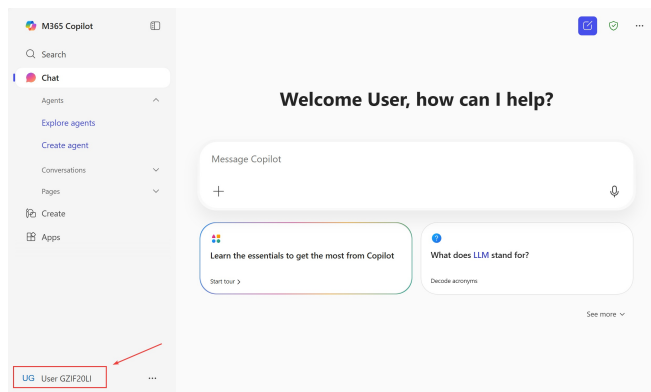 M365 Copilot
Search
Chat
Agents
Explore agents
Create agent
Conversations
Pages
Create
Apps
UG User GZIF20LI
Welcome User, how can I help?
Message Copilot
Learn the essentials to get the most from Copilot
Start tour
What does LLM stand for?
Decode acronyms
See more